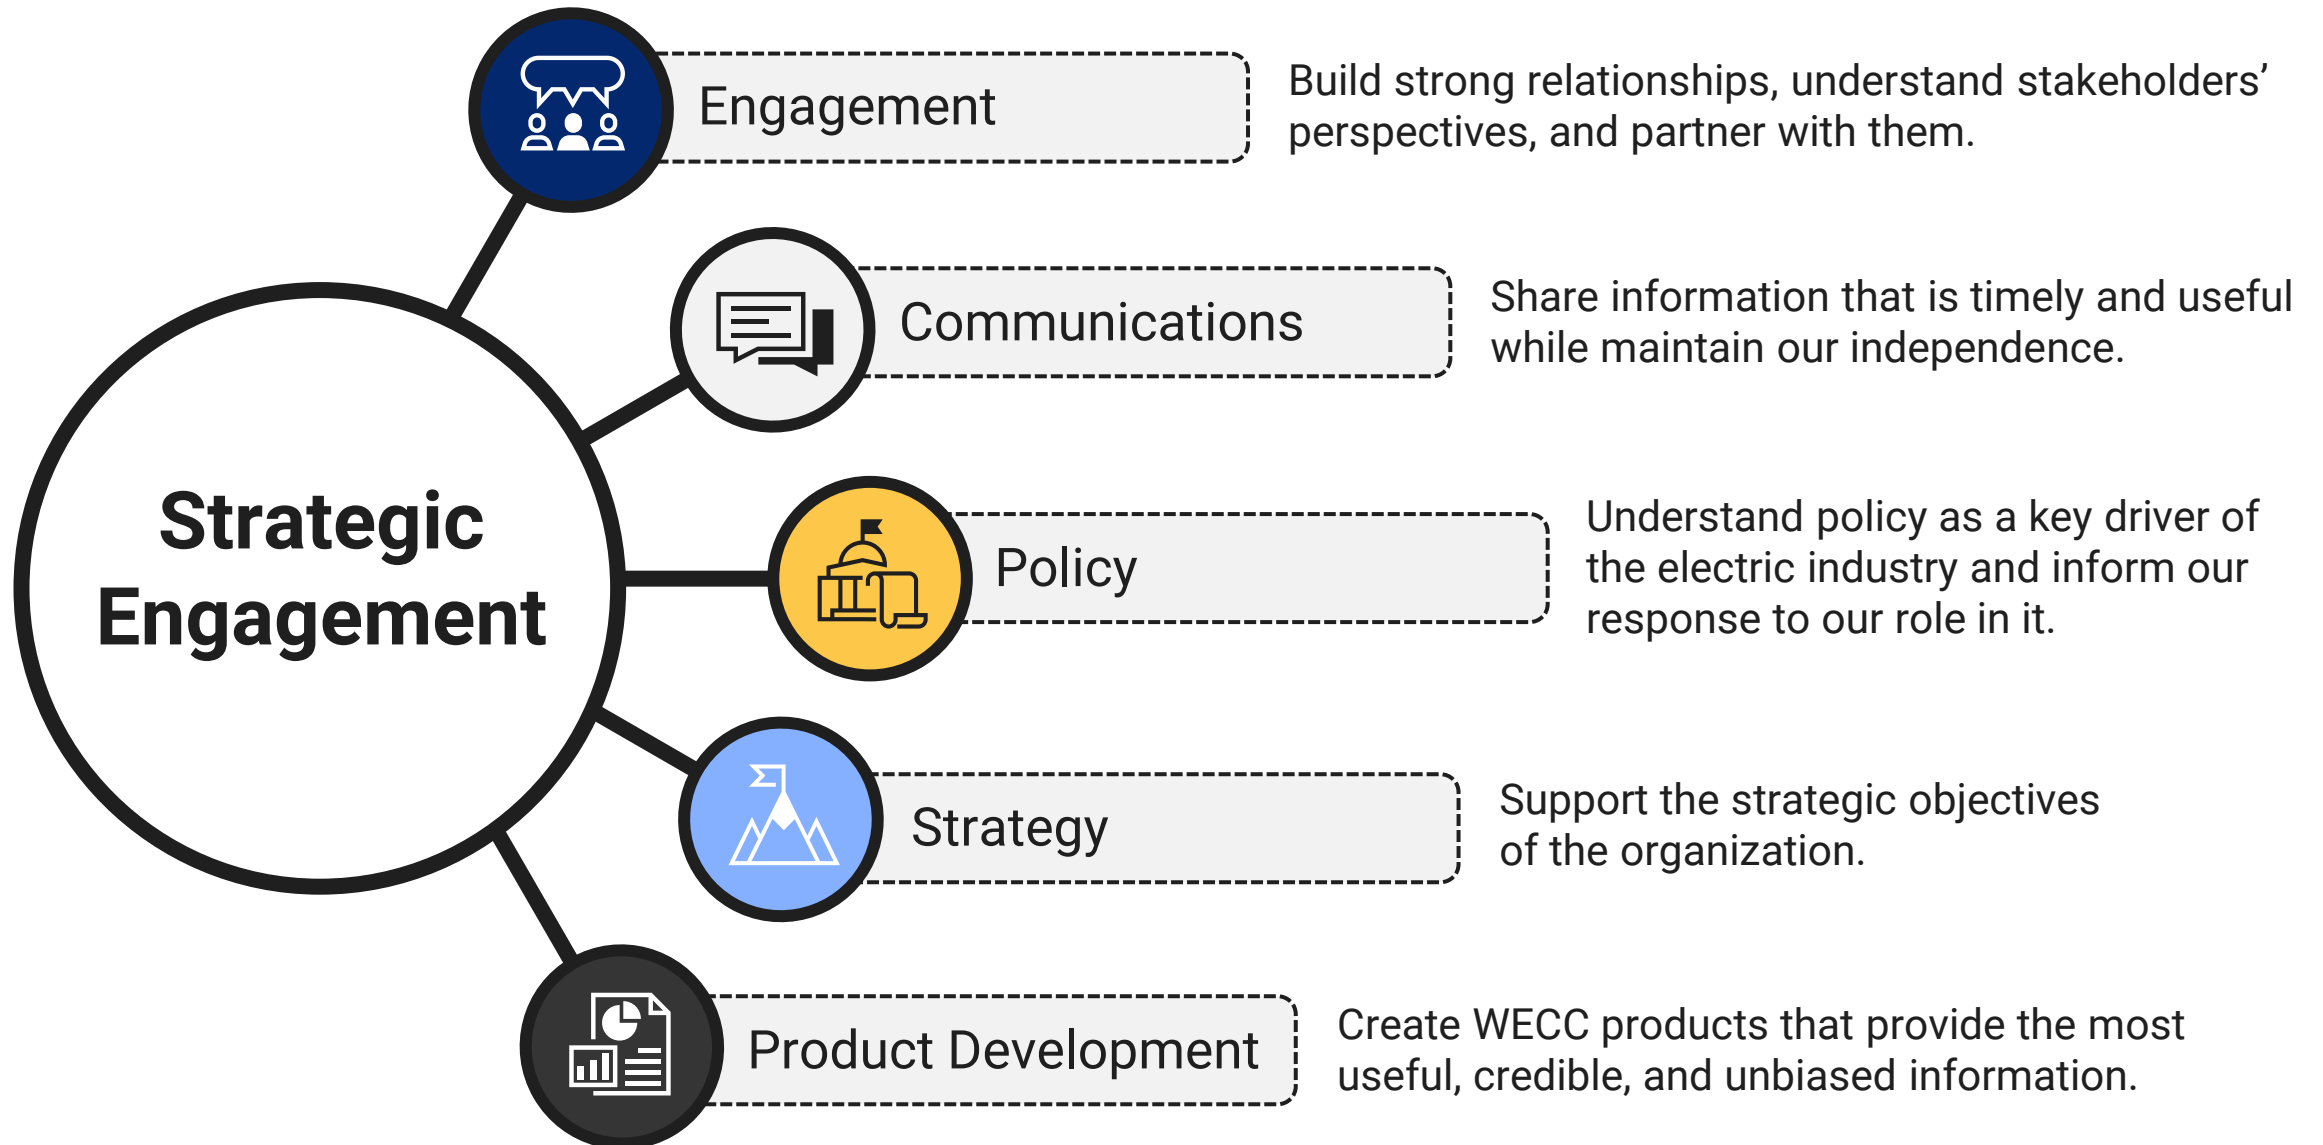 Strategic
Engagement
Engagement
Build strong relationships, understand stakeholders’
perspectives, and partner with them.
Communications
Share information that is timely and useful
while maintain our independence.
Policy
Understand policy as a key driver of
the electric industry and inform our
response to our role in it.
Strategy
Support the strategic objectives
of the organization.
Product Development
Create WECC products that provide the most
useful, credible, and unbiased information.